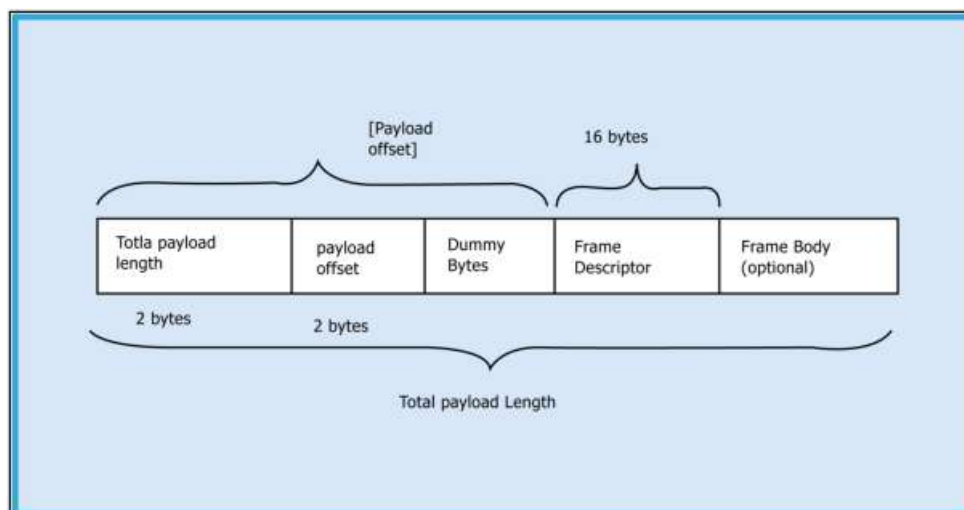 [Payload
offset]
16 bytes
Totla payload
length
payload
offset
Dummy
Bytes
Frame
Descriptor
Frame Body
(optional)
2 bytes
2 bytes
Total payload Length